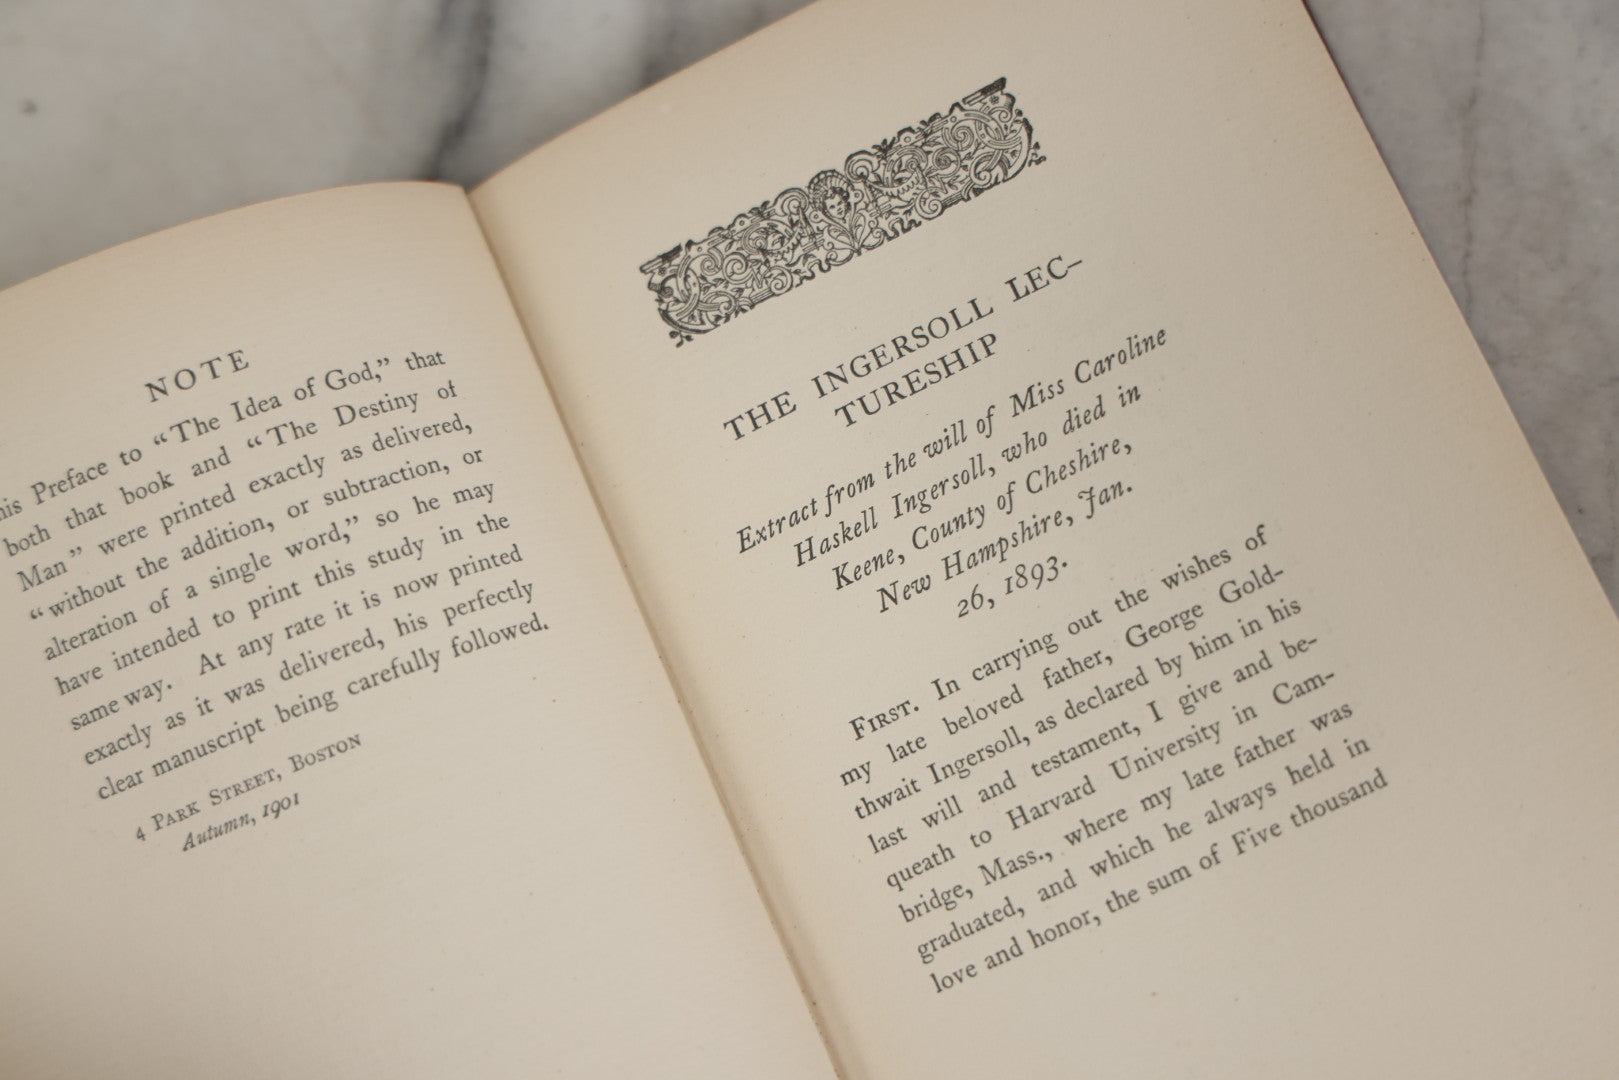 NOTE
his Preface to “The Idea of God,” that
both that book and “The Destiny of
Man” were printed exactly as delivered,
“without the addition, or subtraction, or
alteration of a single word,” so he may
have intended to print this study in the
same way. At any rate it is now printed
exactly as it was delivered, his perfectly
clear manuscript being carefully followed.
4 PARK STREET, BOSTON
Autumn, 1901
THE INGERSOLL LEC-
TURESHIP
Extract from the will of Miss Caroline
Haskell Ingersoll, who died in
Keene, County of Cheshire,
New Hampshire, Jan.
26, 1893.
FIRST. In carrying out the wishes of
my late beloved father, George Gold-
thwait Ingersoll, as declared by him in his
last will and testament, I give and be-
queath to Harvard University in Cam-
bridge, Mass., where my late father was
graduated, and which he always held in
love and honor, the sum of Five thousand